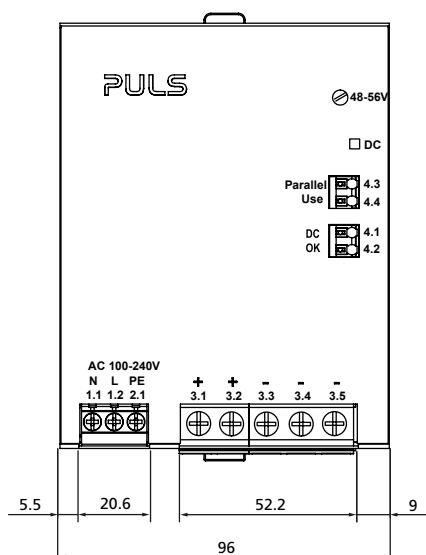 PULS
48-56V
DC
Parallel Use
4.3
4.4
DC OK
4.1
4.2
AC 100-240V
N L PE
1.1 1.2 2.1
+ + - - -
3.1 3.2 3.3 3.4 3.5
5.5 20.6 52.2 9
96